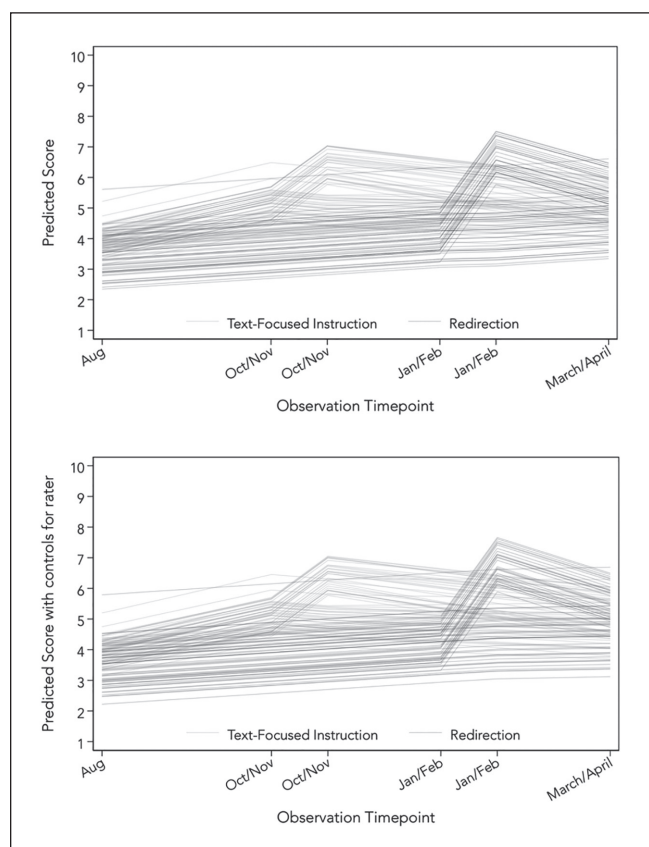 10
9
8
7
6
5
4
3
2
1
Predicted Score
Text-Focused Instruction Redirection
Aug Oct/Nov Oct/Nov Jan/Feb Jan/Feb March/April
Observation Timepoint
10
9
8
7
6
5
4
3
2
1
Predicted Score with controls for rater
Text-Focused Instruction Redirection
Aug Oct/Nov Oct/Nov Jan/Feb Jan/Feb March/April
Observation Timepoint